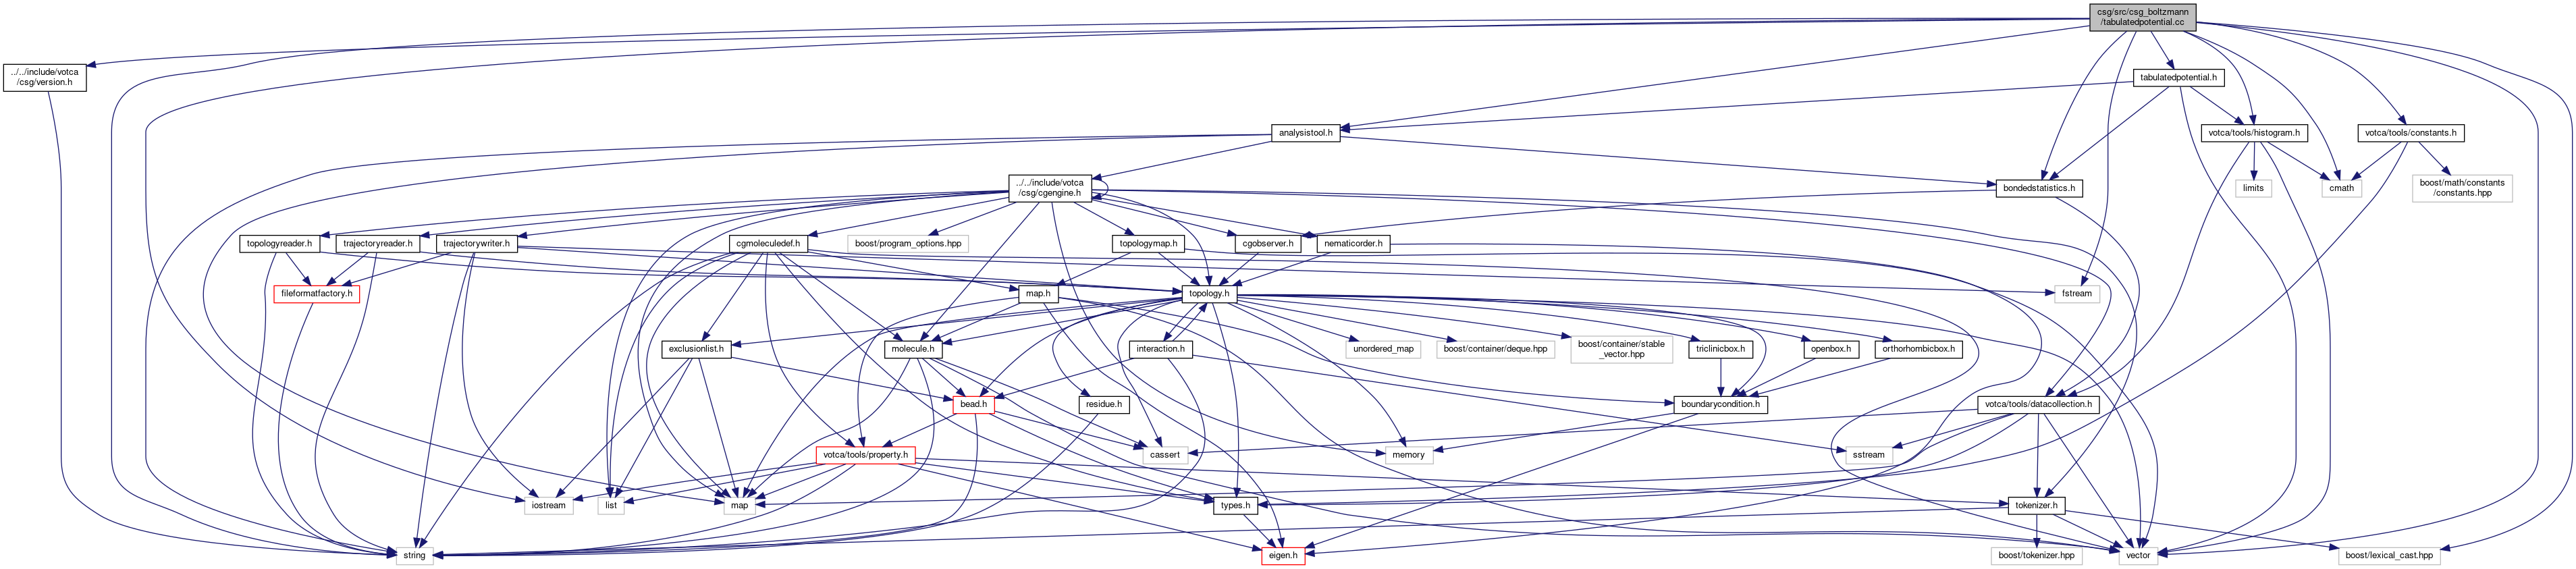 csg/src/csg_boltzmann
/tabulatedpotential.cc
../../include/votca
/csg/version.h
tabulatedpotential.h
analysistool.h
votca/tools/histogram.h
votca/tools/constants.h
../../include/votca
/csg/cgengine.h
bondedstatistics.h
limits
cmath
boost/math/constants
/constants.hpp
topologyreader.h
trajectoryreader.h
trajectorywriter.h
cgmoleculedef.h
boost/program_options.hpp
topologymap.h
cgobserver.h
nematicorder.h
fileformatfactory.h
map.h
topology.h
fstream
exclusionlist.h
molecule.h
interaction.h
unordered_map
boost/container/deque.hpp
boost/container/stable
_vector.hpp
triclinicbox.h
openbox.h
orthorhombicbox.h
bead.h
residue.h
boundarycondition.h
votca/tools/datacollection.h
votca/tools/property.h
cassert
memory
sstream
iostream
list
map
types.h
tokenizer.h
string
eigen.h
boost/tokenizer.hpp
vector
boost/lexical_cast.hpp